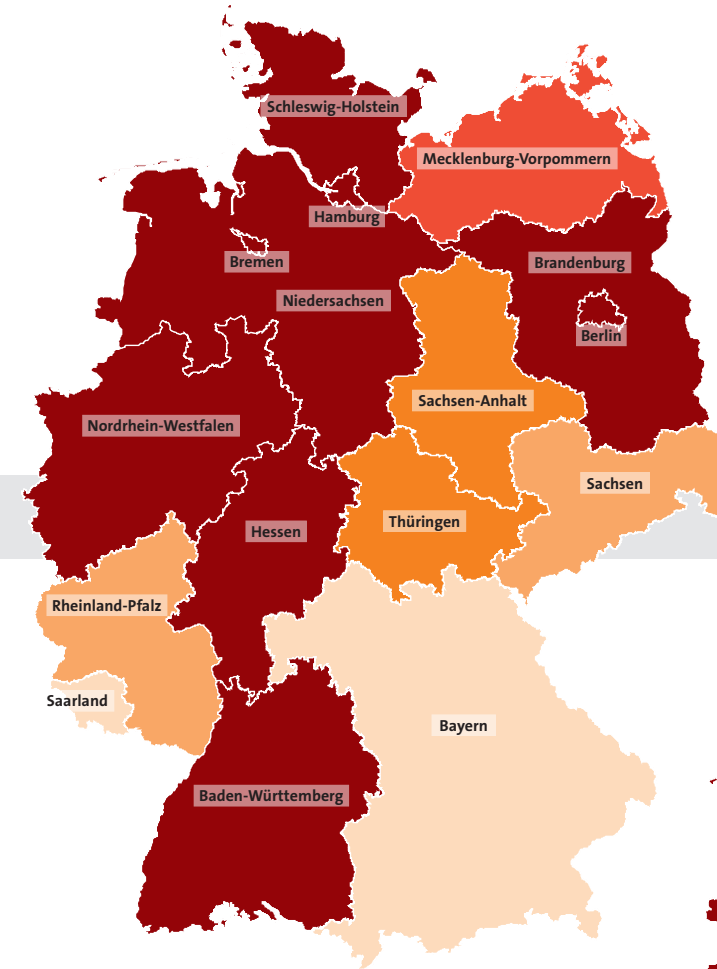 Schleswig-Holstein
Mecklenburg-Vorpommern
Hamburg
Bremen
Brandenburg
Niedersachsen
Berlin
Sachsen-Anhalt
Nordrhein-Westfalen
Sachsen
Thüringen
Hessen
Rheinland-Pfalz
Saarland
Bayern
Baden-Württemberg